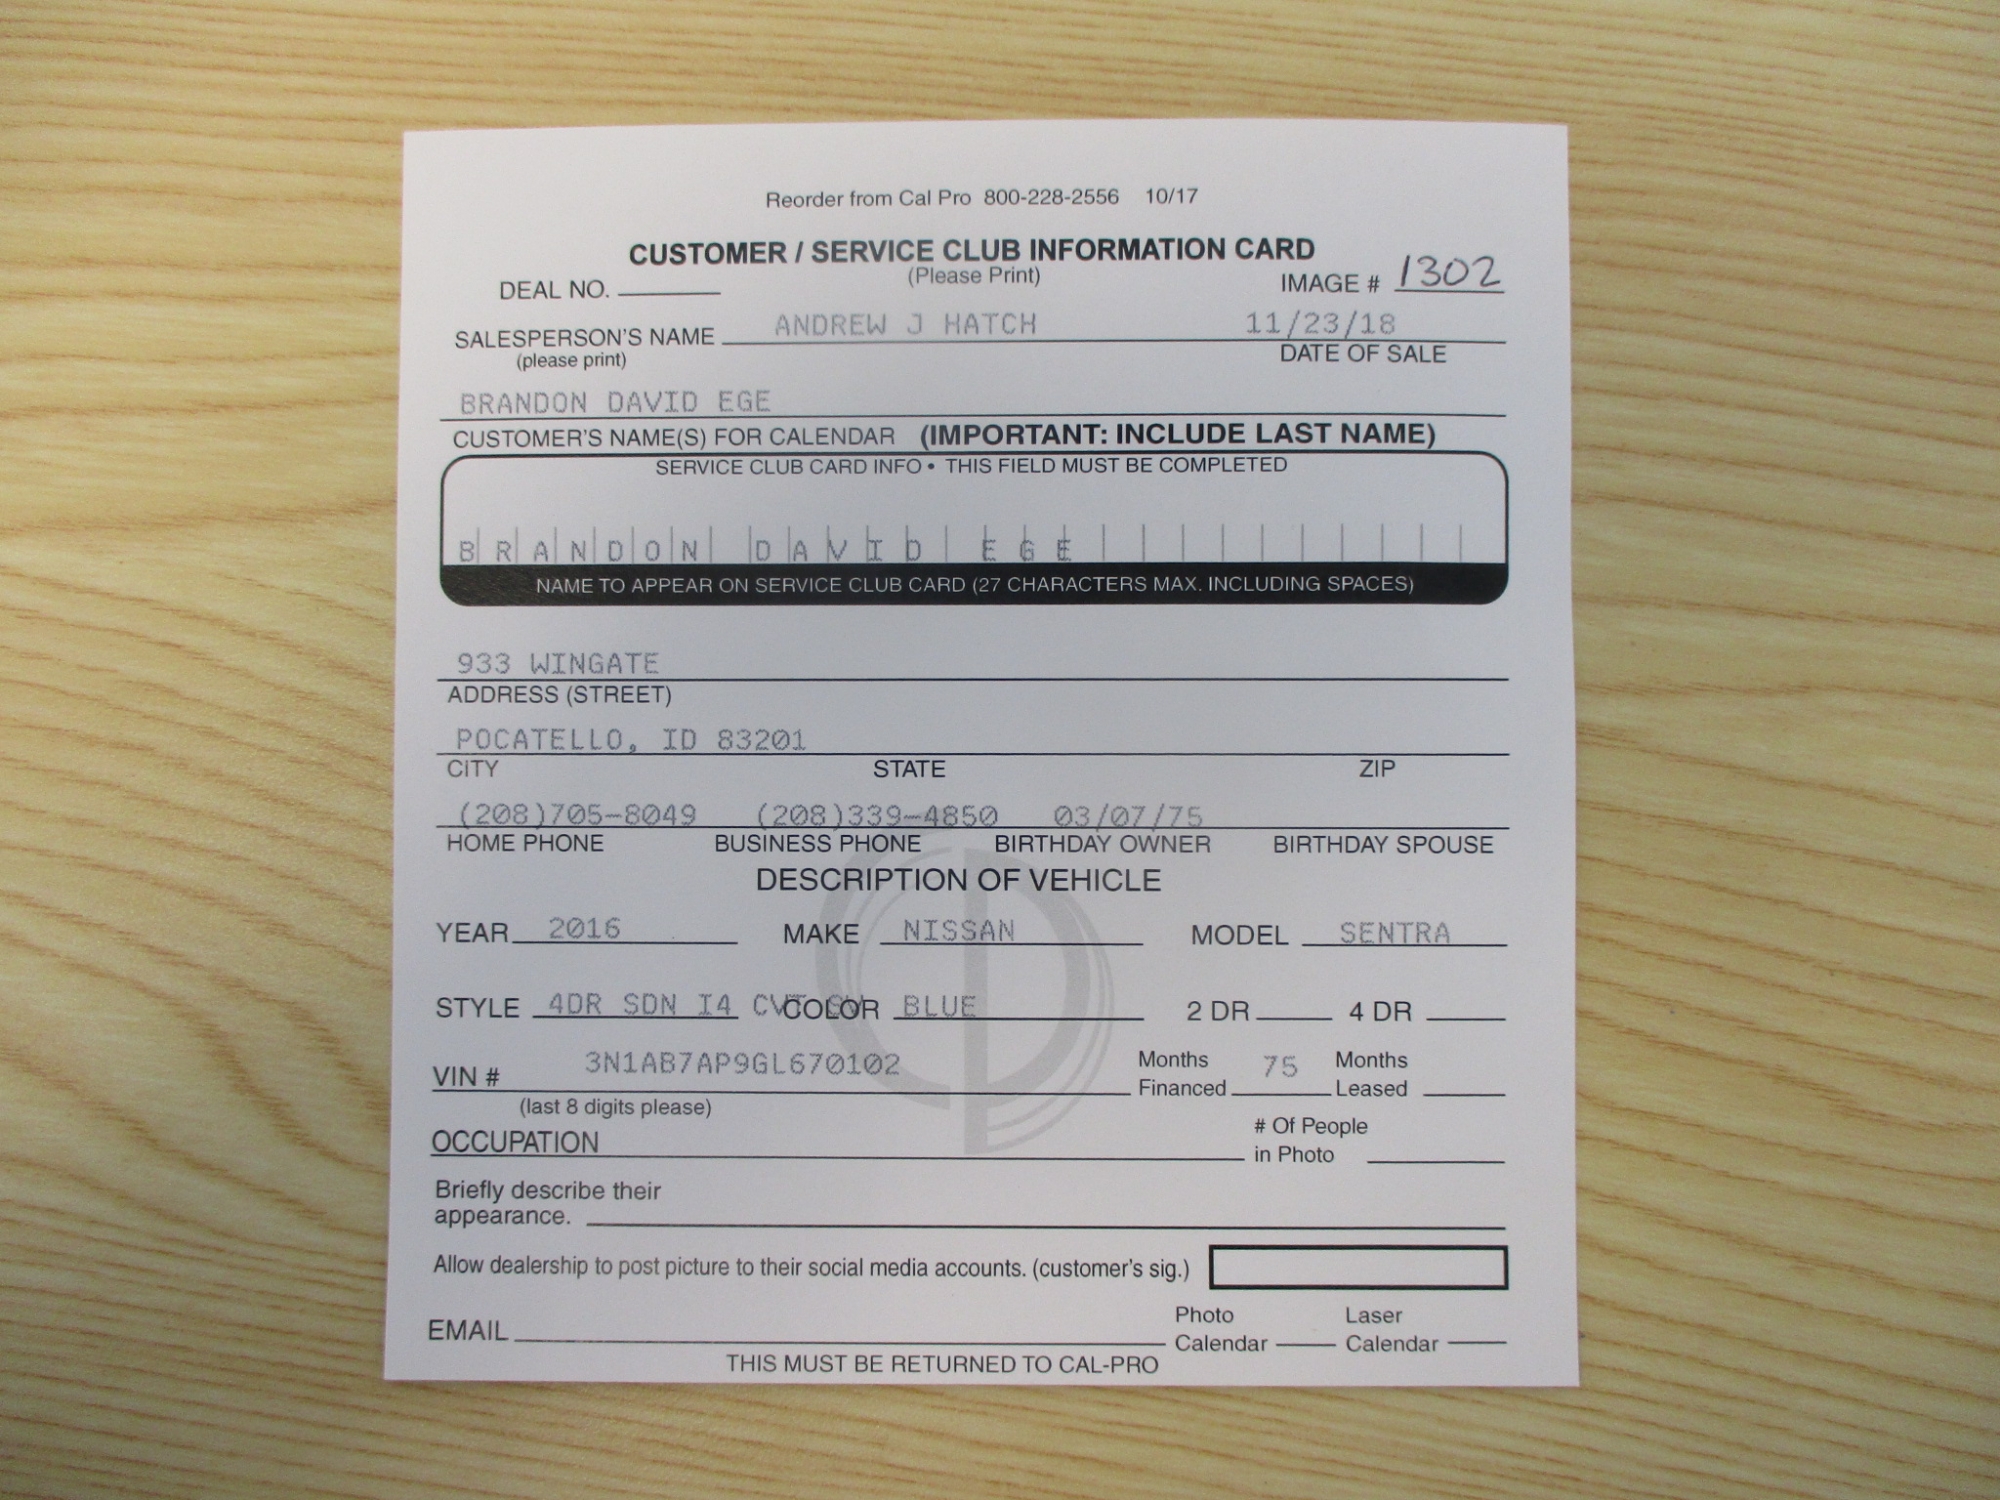 Reorder from Cal Pro 800-228-2556 10/17
CUSTOMER / SERVICE CLUB INFORMATION CARD
(Please Print)
DEAL NO. IMAGE # 1302
SALESPERSON'S NAME ANDREW J HATCH 11/23/18
(please print) DATE OF SALE
BRANDON DAVID EGE
CUSTOMER'S NAME(S) FOR CALENDAR (IMPORTANT: INCLUDE LAST NAME)
SERVICE CLUB CARD INFO • THIS FIELD MUST BE COMPLETED
BRANDON DAVID EGE
NAME TO APPEAR ON SERVICE CLUB CARD (27 CHARACTERS MAX. INCLUDING SPACES)
933 WINGATE
ADDRESS (STREET)
POCATELLO, ID 83201
CITY STATE ZIP
(208)705-8049 (208)339-4850 03/07/75
HOME PHONE BUSINESS PHONE BIRTHDAY OWNER BIRTHDAY SPOUSE
DESCRIPTION OF VEHICLE
YEAR 2016 MAKE NISSAN MODEL SENTRA
STYLE 4DR SDN I4 CVT COLOR BLUE 2 DR 4 DR
VIN # 3N1AB7AP9GL670102 Months Financed 75 Months Leased
(last 8 digits please)
OCCUPATION # Of People in Photo
Briefly describe their
appearance.
Allow dealership to post picture to their social media accounts. (customer's sig.)
EMAIL Photo Calendar Laser Calendar
THIS MUST BE RETURNED TO CAL-PRO